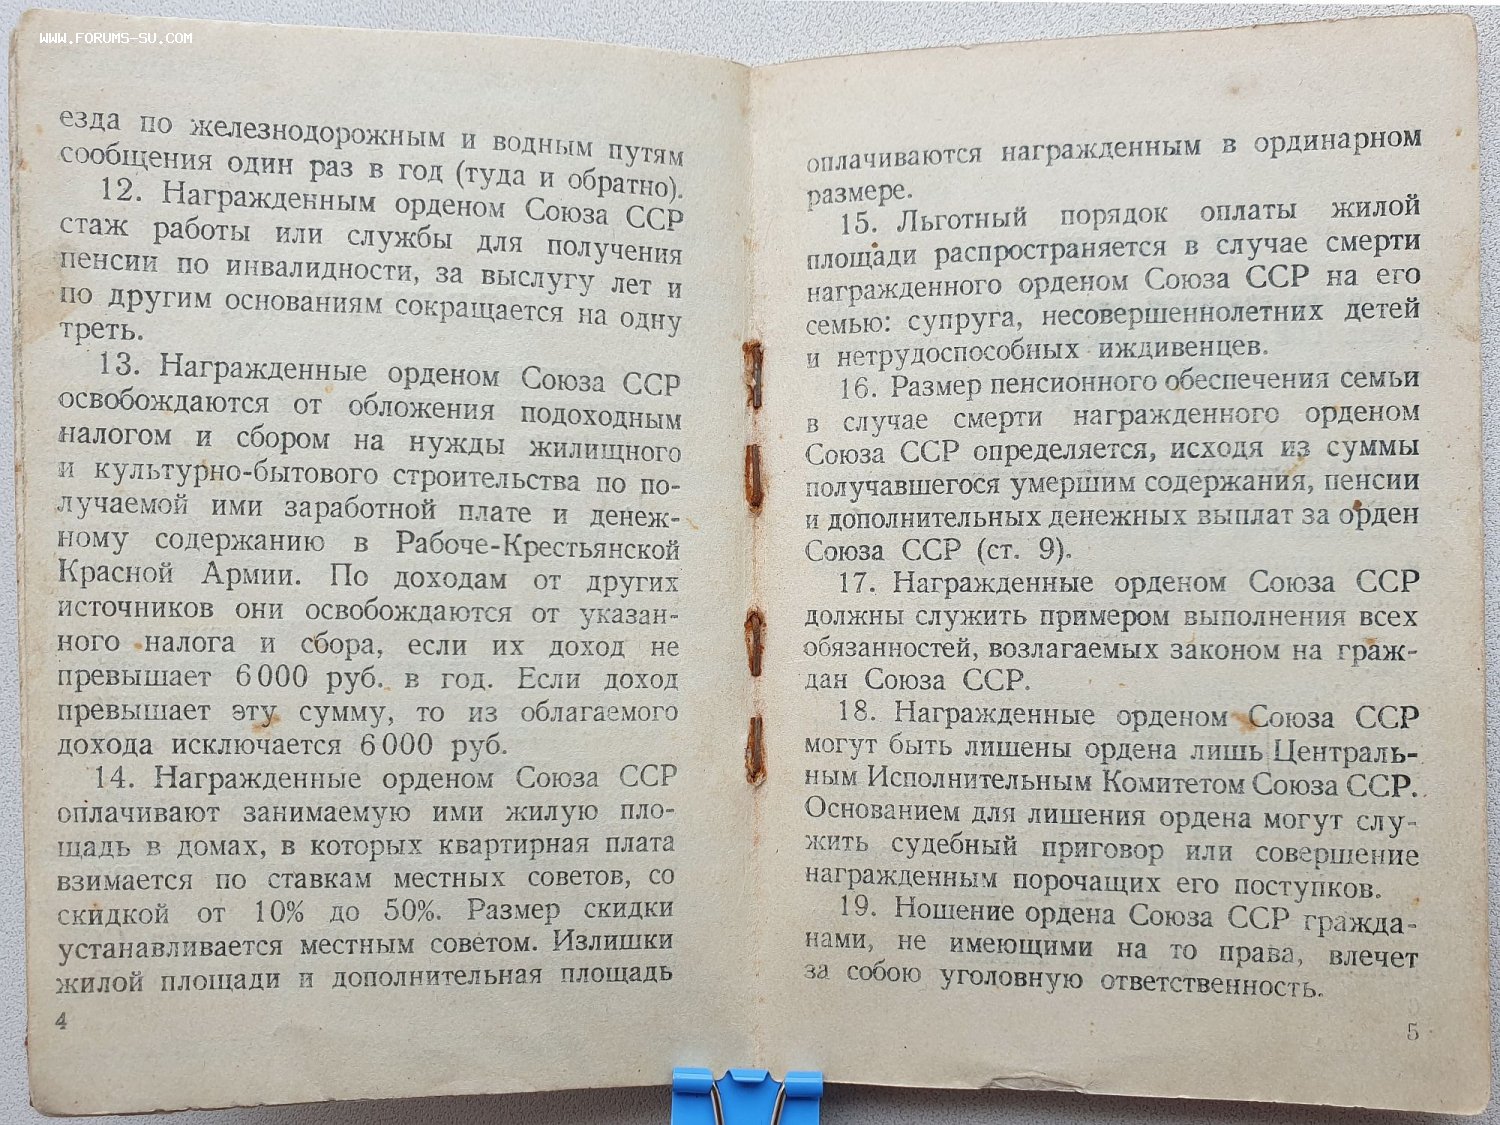 WWW.FORUMS-SU.COM
езда по железнодорожным и водным путям
сообщения один раз в год (туда и обратно).
12. Награжденным орденом Союза ССР
стаж работы или службы для получения
пенсии по инвалидности, за выслугу лет и
по другим основаниям сокращается на одну
треть.
13. Награжденные орденом Союза ССР
освобождаются от обложения подоходным
налогом и сбором на нужды жилищного
и культурно-бытового строительства по по-
лучаемой ими заработной плате и денеж-
ному содержанию в Рабоче-Крестьянской
Красной Армии. По доходам от других
источников они освобождаются от указан-
ного налога и сбора, если их доход не
превышает 6000 руб. в год. Если доход
превышает эту сумму, то из облагаемого
дохода исключается 6000 руб.
14. Награжденные орденом Союза ССР
оплачивают занимаемую ими жилую пло-
щадь в домах, в которых квартирная плата
взимается по ставкам местных советов, со
скидкой от 10% до 50%. Размер скидки
устанавливается местным советом. Излишки
жилой площади и дополнительная площадь
4
оплачиваются награжденным в ординарном
размере.
15. Льготный порядок оплаты жилой
площади распространяется в случае смерти
награжденного орденом Союза ССР на его
семью: супруга, несовершеннолетних детей
и нетрудоспособных иждивенцев.
16. Размер пенсионного обеспечения семьи
в случае смерти награжденного орденом
Союза ССР определяется, исходя из суммы
получавшегося умершим содержания, пенсии
и дополнительных денежных выплат за орден
Союза ССР (ст. 9).
17. Награжденные орденом Союза ССР
должны служить примером выполнения всех
обязанностей, возлагаемых законом на граж-
дан Союза ССР.
18. Награжденные орденом Союза ССР
могут быть лишены ордена лишь Централь-
ным Исполнительным Комитетом Союза ССР.
Основанием для лишения ордена могут слу-
жить судебный приговор или совершение
награжденным порочащих его поступков.
19. Ношение ордена Союза ССР гражда-
нами, не имеющими на то права, влечет
за собою уголовную ответственность.
5